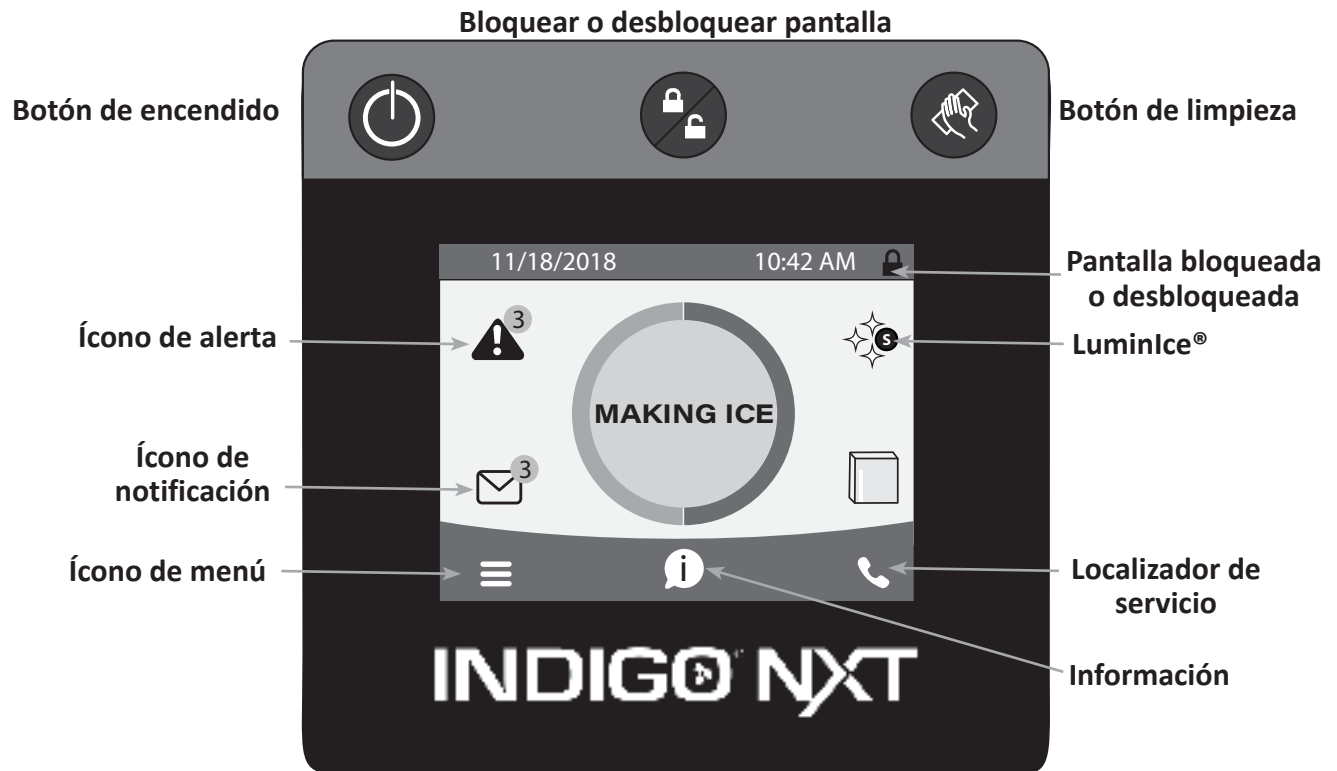 Bloquear o desbloquear pantalla
Botón de encendido
Botón de limpieza
11/18/2018 10:42 AM
Pantalla bloqueada
o desbloqueada
3
Ícono de alerta
S
LuminIce®
MAKING ICE
Ícono de
notificación
3
Ícono de menú
i
Localizador de
servicio
Información
INDIGO NXT